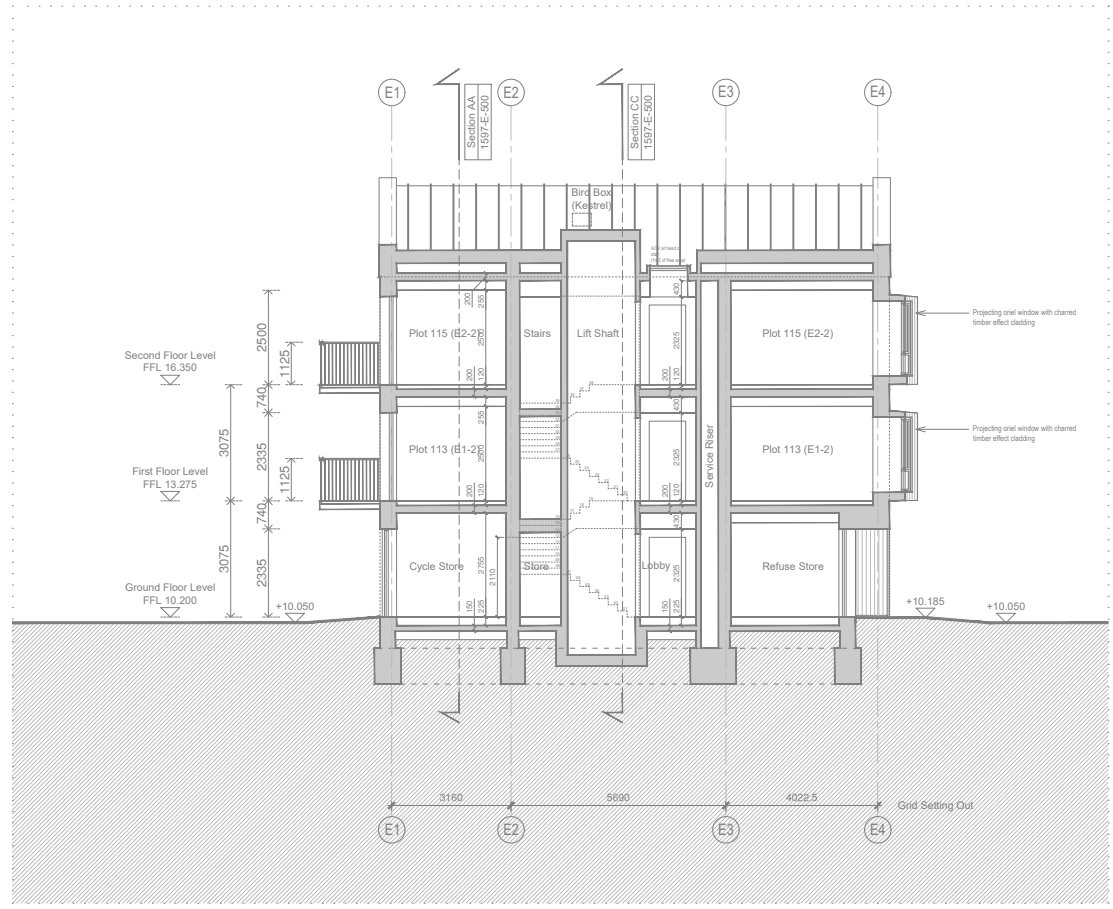 E1
E2
E3
E4
Section AA
1597-E-500
Section CC
1597-E-500
Bird Box
(Kestrel)
200
255
430
2500
1125
Second Floor Level
FFL 16.350
740
Plot 115 (E2-2)
2500
Stairs
Lift Shaft
2325
Plot 115 (E2-2)
Projecting oriel window with charred
timber effect cladding
200
120
200
120
255
430
3075
2335
1125
First Floor Level
FFL 13.275
740
Plot 113 (E1-2)
2500
2325
Service Riser
Plot 113 (E1-2)
Projecting oriel window with charred
timber effect cladding
200
120
200
120
430
3075
2335
Ground Floor Level
FFL 10.200
+10.050
Cycle Store
2755
2110
Store
Lobby
2325
Refuse Store
150
225
150
225
+10.185
+10.050
3160
5690
4022.5
Grid Setting Out
E1
E2
E3
E4